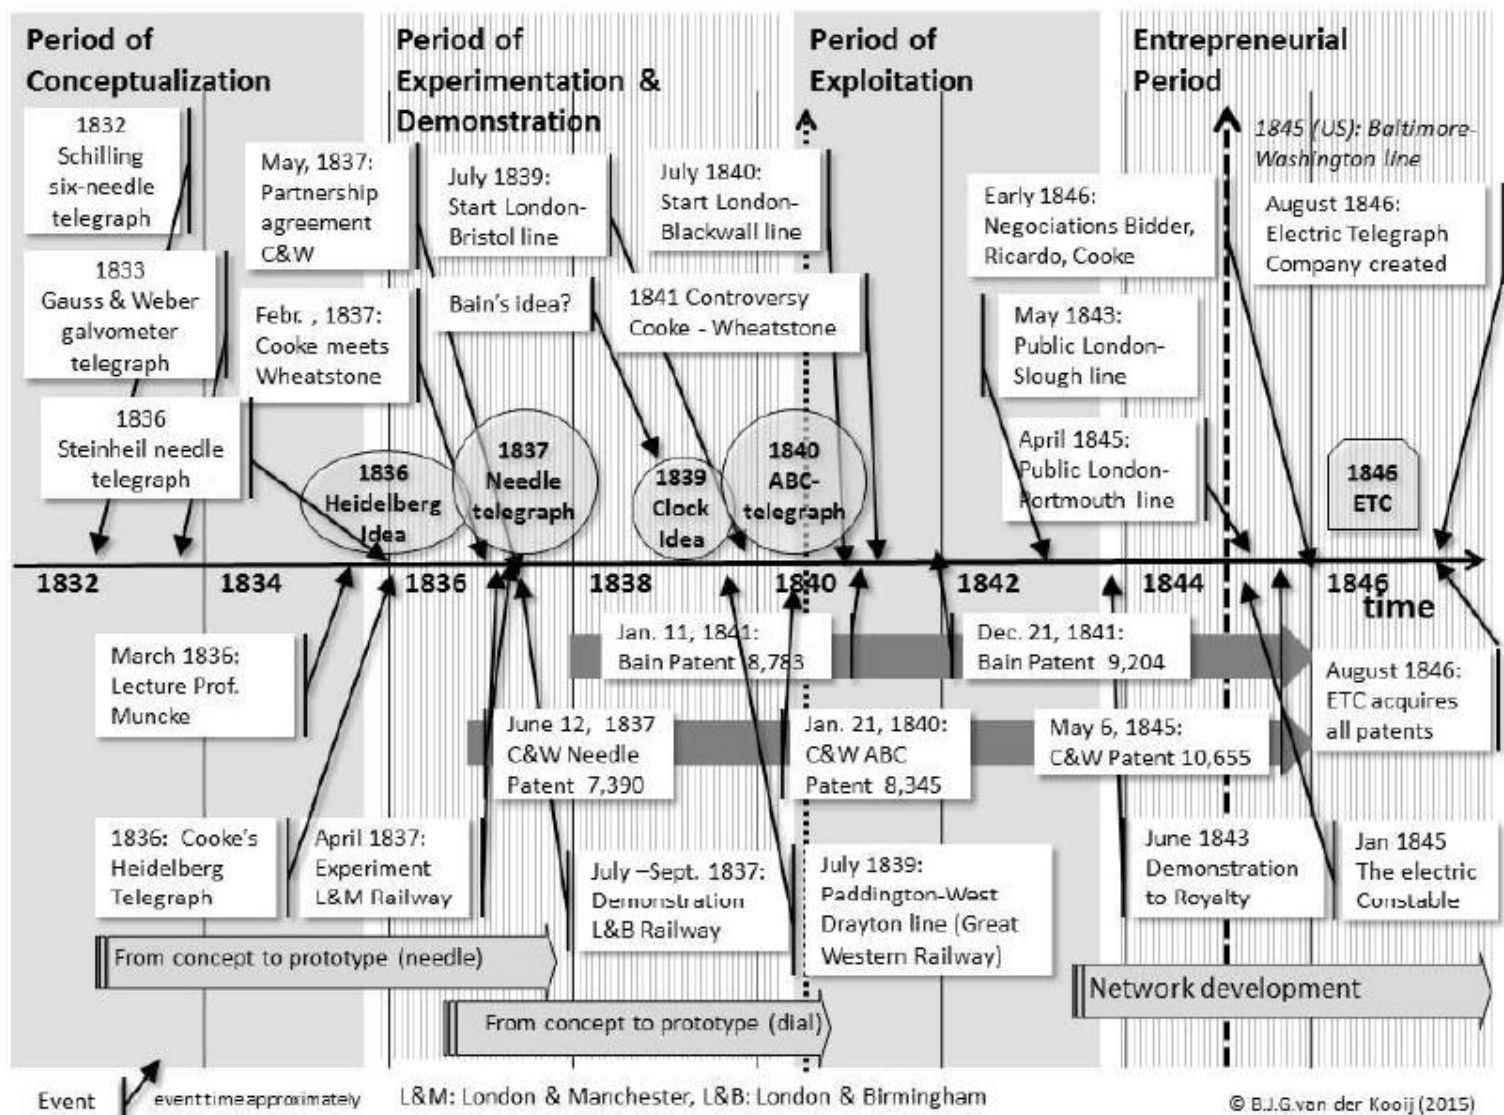 Period of
Conceptualization
Period of
Experimentation &
Demonstration
Period of
Exploitation
Entrepreneurial
Period
1832
Schilling
six-needle
telegraph
1833
Gauss & Weber
galvometer
telegraph
1836
Steinheil needle
telegraph
May, 1837:
Partnership
agreement
C&W
Febr. , 1837:
Cooke meets
Wheatstone
July 1839:
Start London-
Bristol line
Bain's idea?
July 1840:
Start London-
Blackwall line
1841 Controversy
Cooke - Wheatstone
Early 1846:
Negociations Bidder,
Ricardo, Cooke
May 1843:
Public London-
Slough line
April 1845:
Public London-
Portmouth line
1845 (US): Baltimore-
Washington line
August 1846:
Electric Telegraph
Company created
1836
Heidelberg
Idea
1837
Needle
telegraph
1839
Clock
Idea
1840
ABC-
telegraph
1846
ETC
1832 1834 1836 1838 1840 1842 1844 1846
time
March 1836:
Lecture Prof.
Muncke
1836: Cooke's
Heidelberg
Telegraph
April 1837:
Experiment
L&M Railway
June 12, 1837
C&W Needle
Patent 7,390
July –Sept. 1837:
Demonstration
L&B Railway
Jan. 11, 1841:
Bain Patent 8,783
Jan. 21, 1840:
C&W ABC
Patent 8,345
July 1839:
Paddington-West
Drayton line (Great
Western Railway)
Dec. 21, 1841:
Bain Patent 9,204
May 6, 1845:
C&W Patent 10,655
June 1843
Demonstration
to Royalty
Jan 1845
The electric
Constable
August 1846:
ETC acquires
all patents
From concept to prototype (needle)
From concept to prototype (dial)
Network development
Event
event time approximately
L&M: London & Manchester, L&B: London & Birmingham
© B.J.G.van der Kooij (2015)